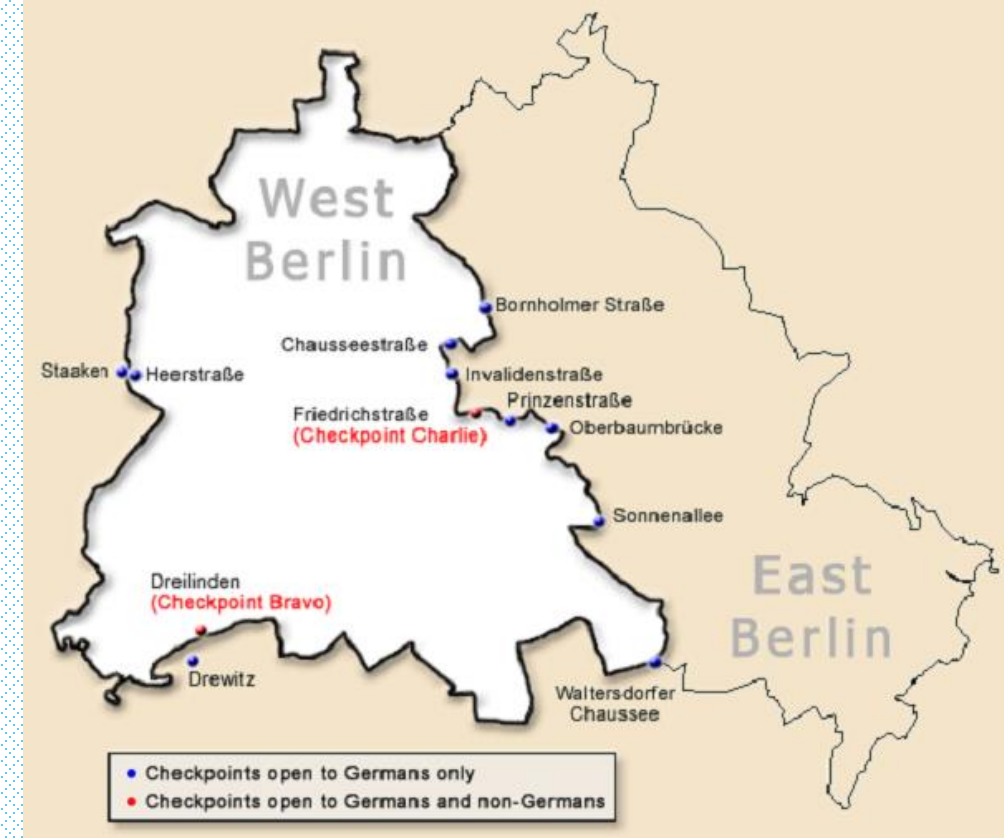 West
Berlin
Bornholmer Straße
Chausseestraße
Staaken
Heerstraße
Invalidenstraße
Prinzenstraße
Friedrichstraße
(Checkpoint Charlie)
Oberbaumbrücke
Sonnenallee
East
Berlin
Dreilinden
(Checkpoint Bravo)
Drewitz
Waltersdorfer
Chaussee
Checkpoints open to Germans only
Checkpoints open to Germans and non-Germans